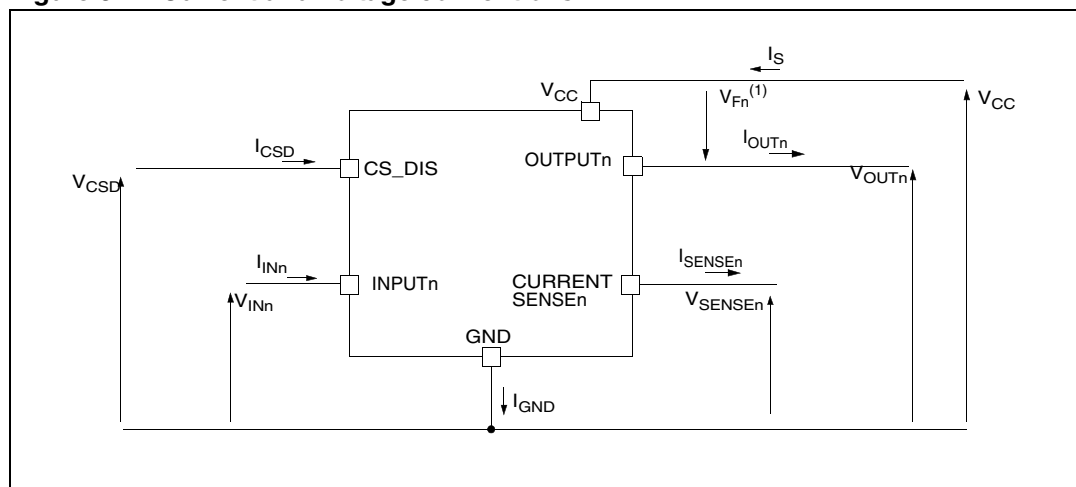 I_S
V_CC
V_Fn^(1)
V_CC
I_CSD
OUTPUTn
I_OUTn
V_CSD
CS_DIS
V_OUTn
I_INn
I_SENSEn
INPUTn
CURRENT
SENSEn
V_INn
V_SENSEn
GND
I_GND